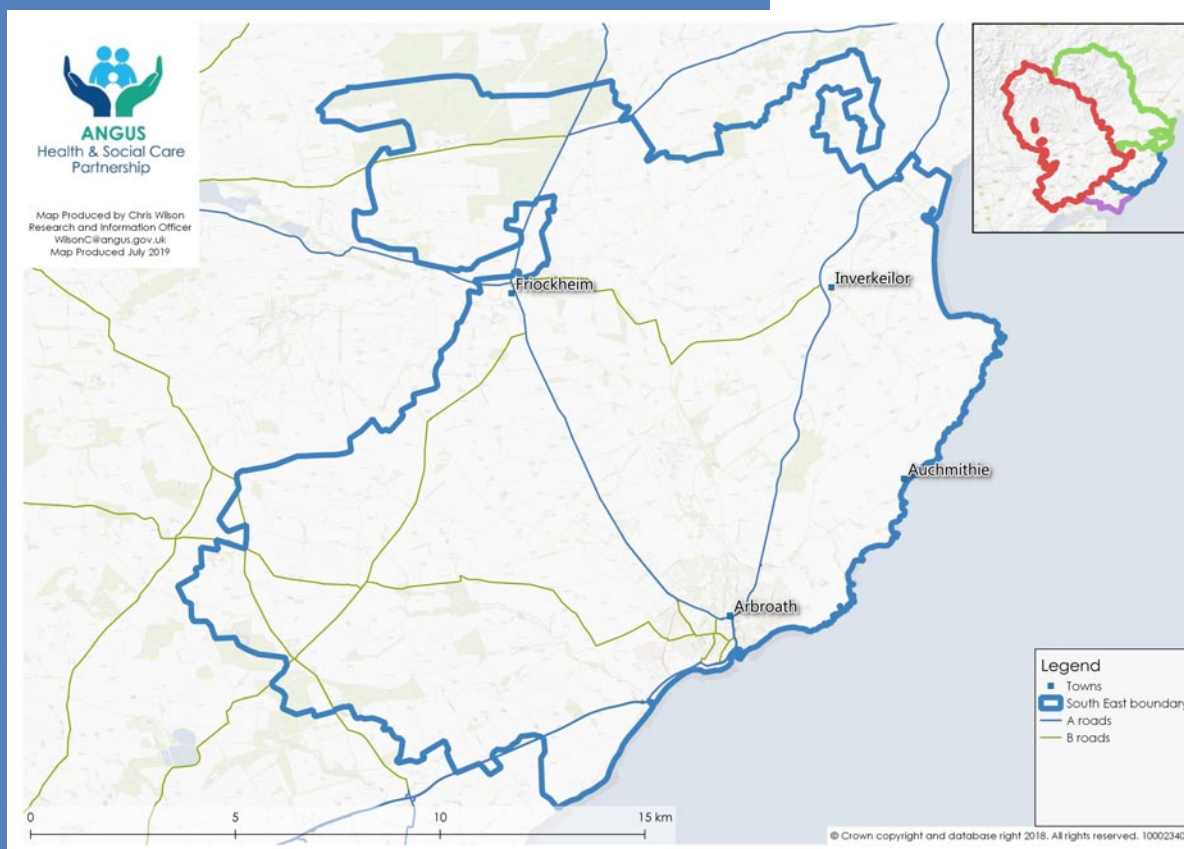 ANGUS
Health & Social Care
Partnership
Map Produced by Chris Wilson
Research and Information Officer
WilsonC@angus.gov.uk
Map Produced July 2019
Friockheim
Inverkeilor
Auchmithie
Arbroath
Legend
Towns
South East boundary
A roads
B roads
0 5 10 15 km
© Crown copyright and database right 2018. All rights reserved. 10002340